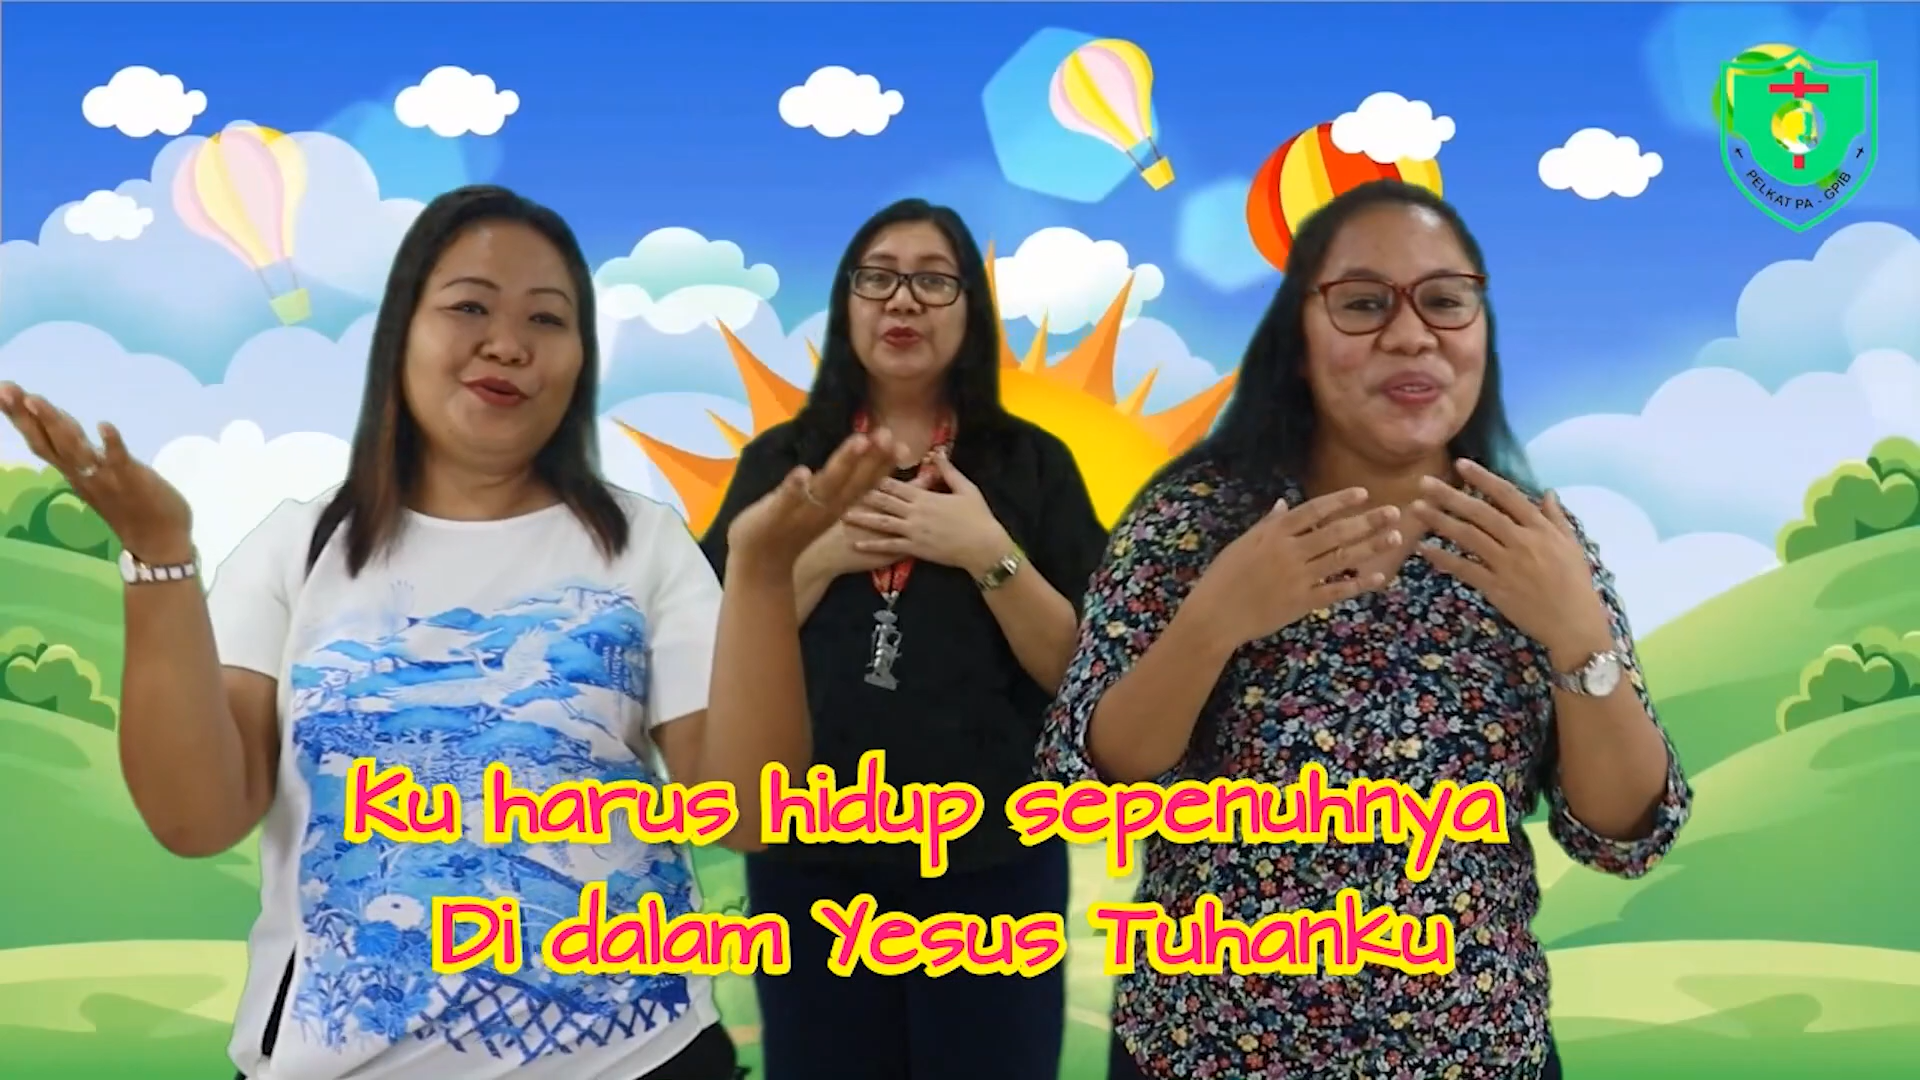 PELKAT PA - GPIB
Ku harus hidup sepenuhnya
Di dalam Yesus Tuhanku